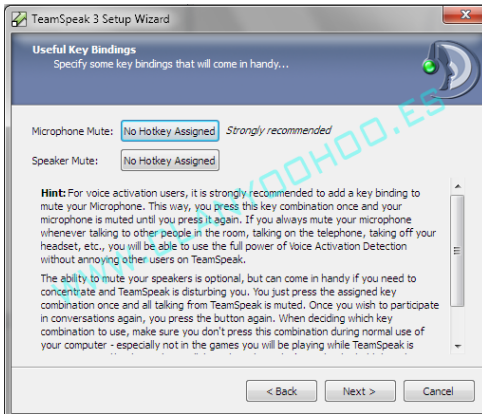 TeamSpeak 3 Setup Wizard
Useful Key Bindings
Specify some key bindings that will come in handy...
Microphone Mute: No Hotkey Assigned Strongly recommended
Speaker Mute: No Hotkey Assigned
Hint: For voice activation users, it is strongly recommended to add a key binding to
mute your Microphone. This way, you press this key combination once and your
microphone is muted until you press it again. If you always mute your microphone
whenever talking to other people in the room, talking on the telephone, taking off your
headset, etc., you will be able to use the full power of Voice Activation Detection
without annoying other users on TeamSpeak.
The ability to mute your speakers is optional, but can come in handy if you need to
concentrate and TeamSpeak is disturbing you. You just press the assigned key
combination once and all talking from TeamSpeak is muted. Once you wish to participate
in conversations again, you press the button again. When deciding which key
combination to use, make sure you don't press this combination during normal use of
your computer - especially not in the games you will be playing while TeamSpeak is
< Back Next > Cancel
WWW.CLANYOOHOO.ES